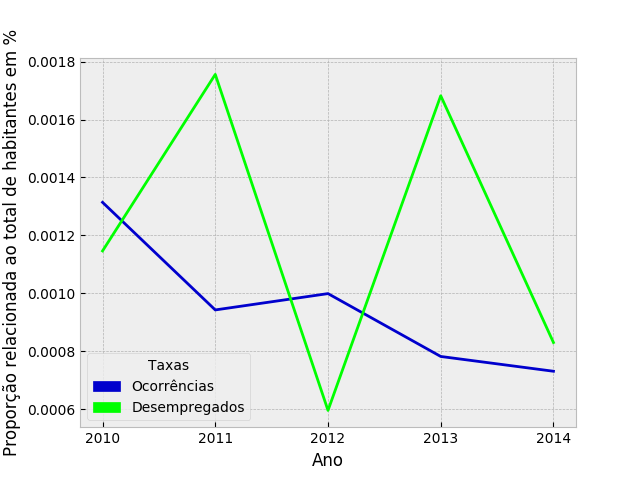 Proporção relacionada ao total de habitantes em %
0.0018
0.0016
0.0014
0.0012
0.0010
0.0008
0.0006
Taxas
Ocorrências
Desempregados
2010 2011 2012 2013 2014
Ano